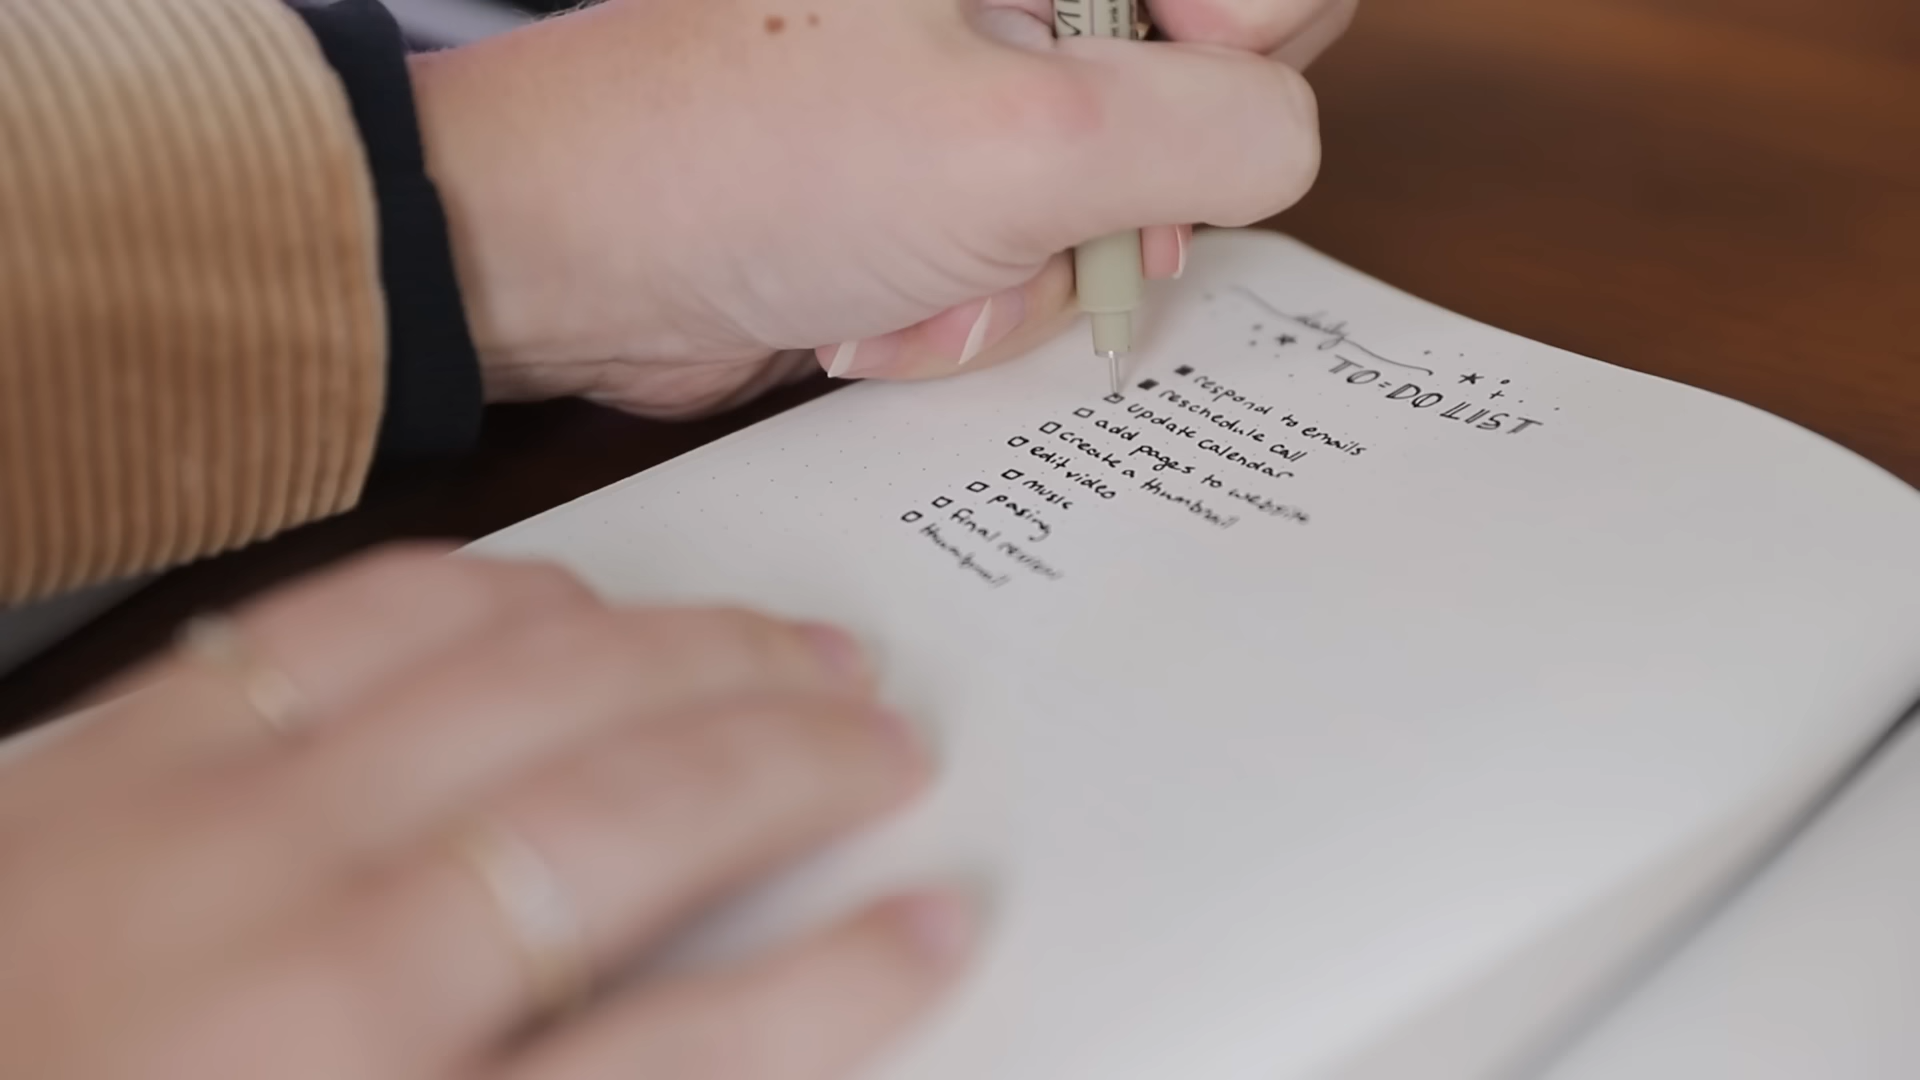 daily
TO-DO LIST
respond to emails
reschedule call
update calendar
add pages to website
create a thumbnail
edit video
music
pasing
final review
thumbnail